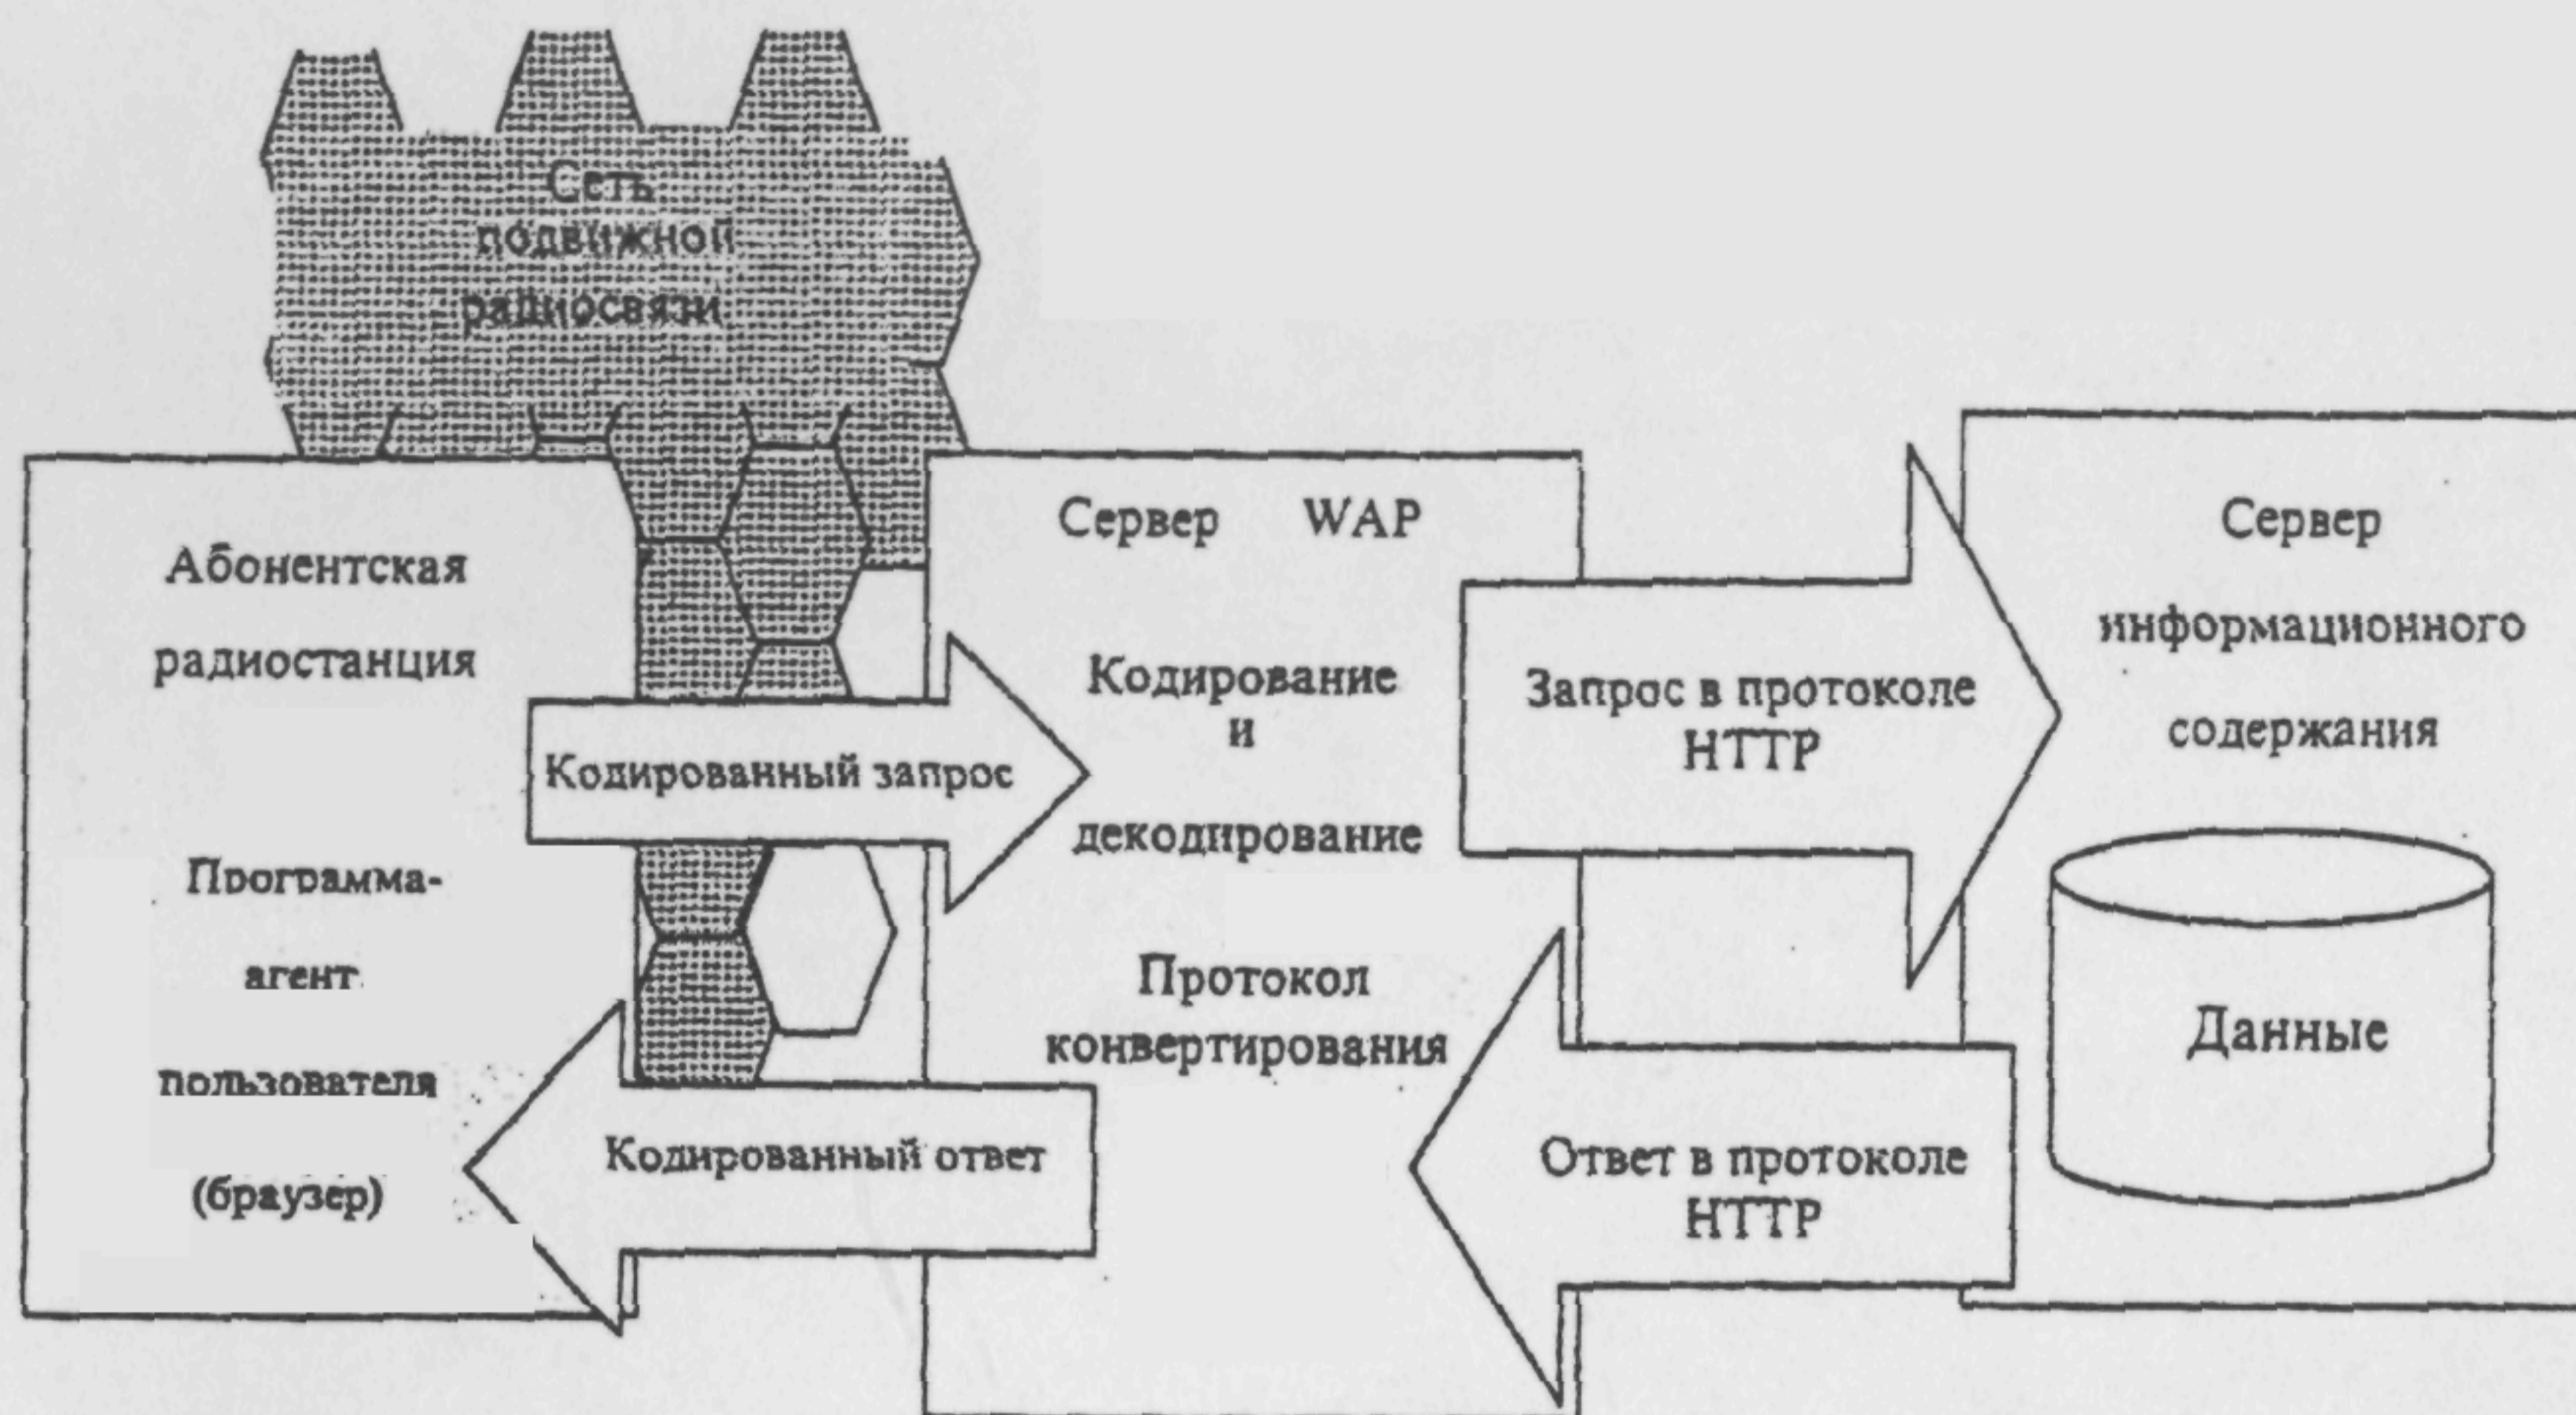 Сеть
подвижной
радиосвязи
Абонентская
радиостанция
Программа-
агент
пользователя
(браузер)
Кодированный запрос
Кодированный ответ
Сервер WAP
Кодирование
и
декодирование
Протокол
конвертирования
Запрос в протоколе
HTTP
Ответ в протоколе
HTTP
Сервер
информационного
содержания
Данные